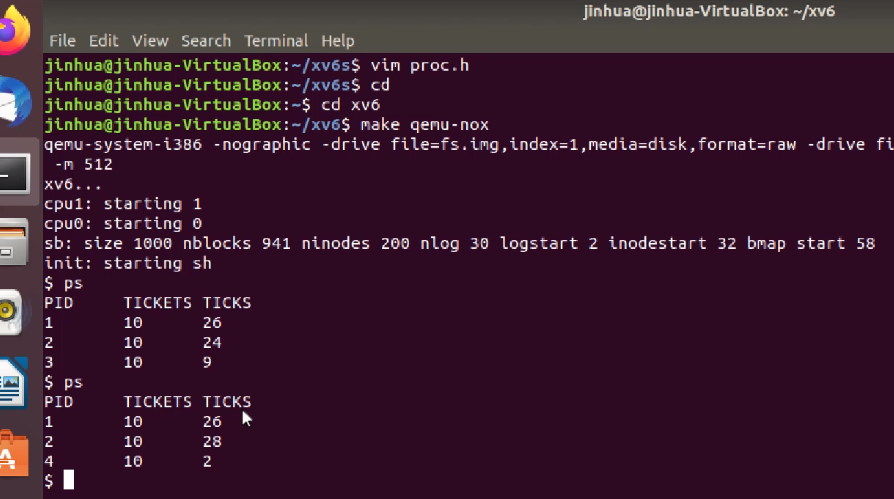 jinhua@jinhua-VirtualBox: ~/xv6
File Edit View Search Terminal Help
jinhua@jinhua-VirtualBox:~/xv6s$ vim proc.h
jinhua@jinhua-VirtualBox:~/xv6s$ cd
jinhua@jinhua-VirtualBox:~$ cd xv6
jinhua@jinhua-VirtualBox:~/xv6$ make qemu-nox
qemu-system-i386 -nographic -drive file=fs.img,index=1,media=disk,format=raw -drive fi
-m 512
xv6...
cpu1: starting 1
cpu0: starting 0
sb: size 1000 nblocks 941 ninodes 200 nlog 30 logstart 2 inodestart 32 bmap start 58
init: starting sh
$ ps
PID TICKETS TICKS
1 10 26
2 10 24
3 10 9
$ ps
PID TICKETS TICKS
1 10 26
2 10 28
4 10 2
$